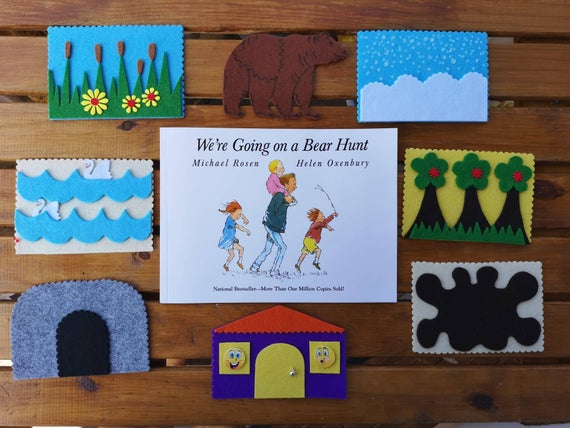 We're Going on a Bear Hunt
Michael Rosen Helen Oxenbury
National Bestseller—More Than One Million Copies Sold!